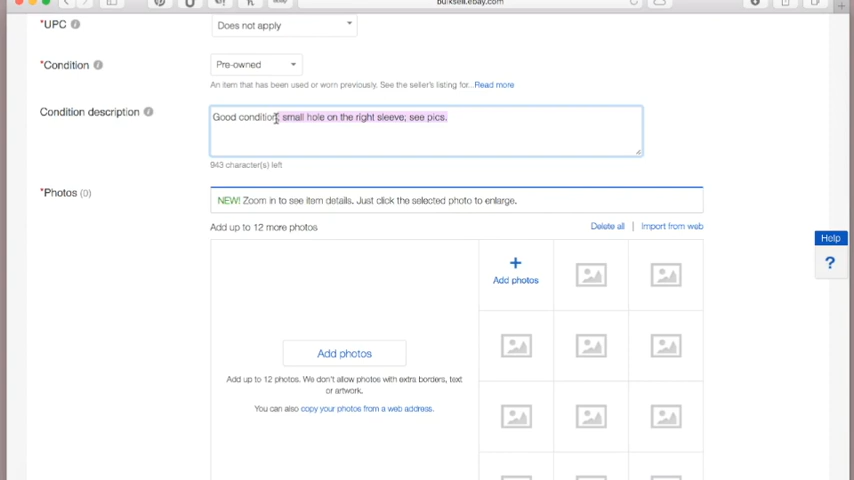 bulksell.ebay.com
*UPC i Does not apply
*Condition i Pre-owned
An item that has been used or worn previously. See the seller's listing for... Read more
Condition description i Good condition; small hole on the right sleeve; see pics.
943 character(s) left
*Photos (0)
NEW! Zoom in to see item details. Just click the selected photo to enlarge.
Add up to 12 more photos Delete all | Import from web
Help
?
+
Add photos
Add photos
Add up to 12 photos. We don't allow photos with extra borders, text
or artwork.
You can also copy your photos from a web address.